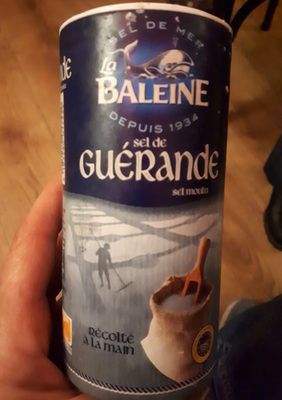 SEL DE MER
La
BALEINE
DEPUIS 1934
sel de
GUÉRANDE
sel moulu
RÉCOLTÉ
À LA MAIN